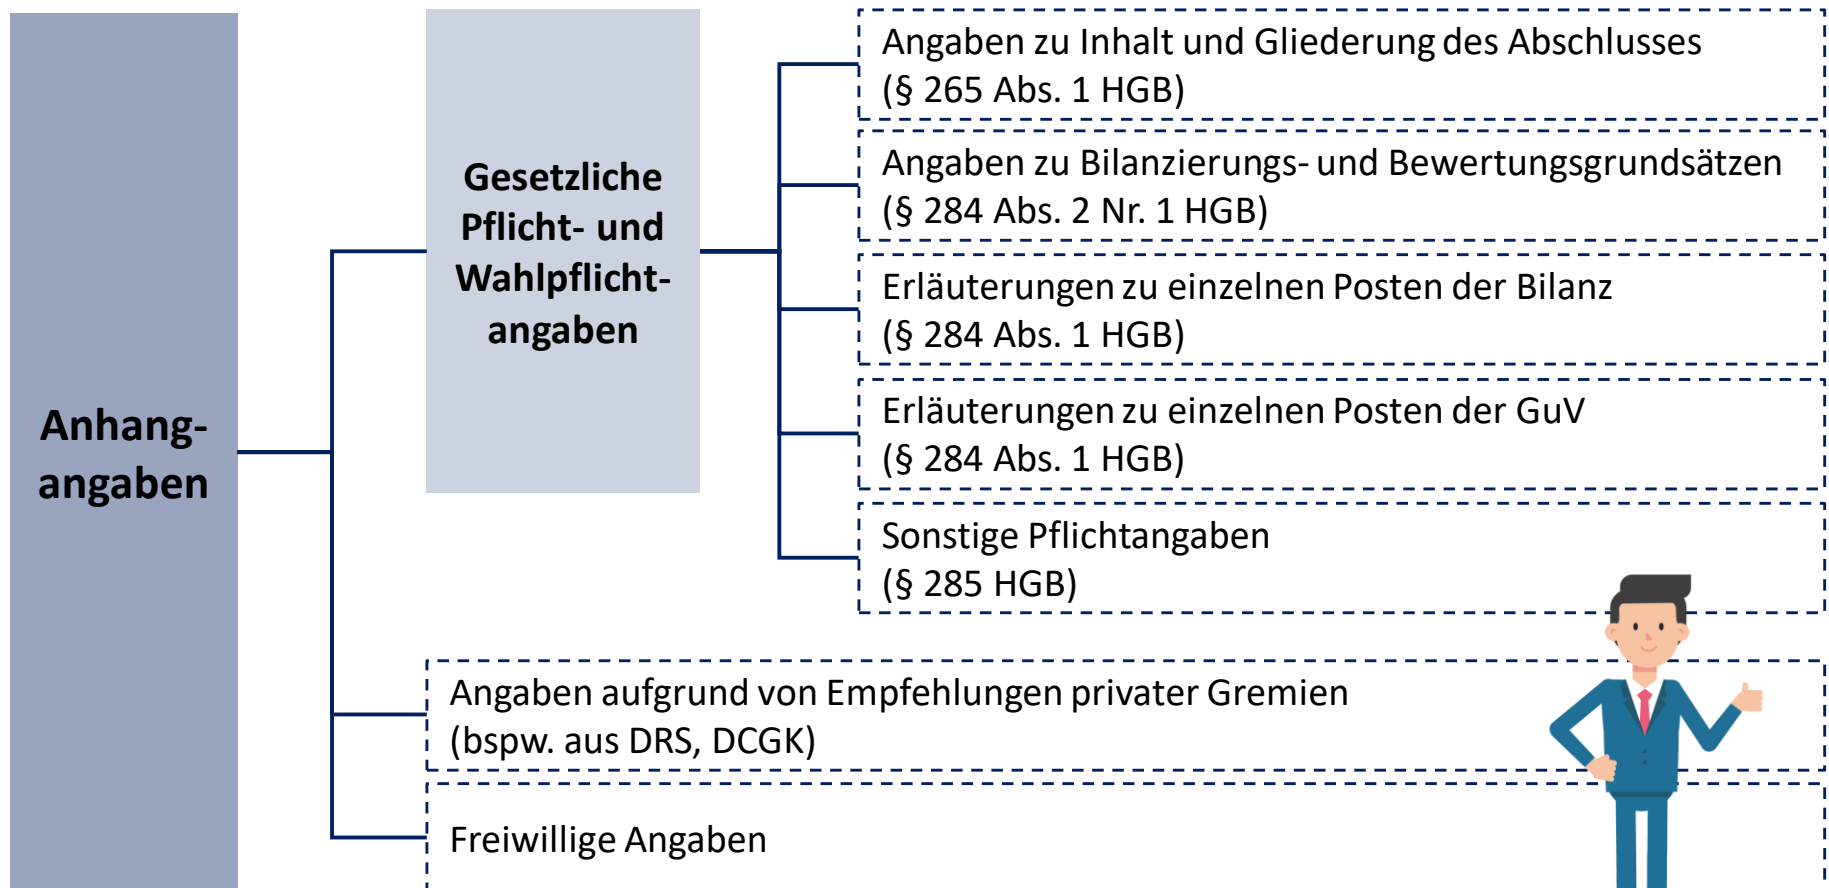 Anhang-
angaben
Gesetzliche
Pflicht- und
Wahlpflicht-
angaben
Angaben zu Inhalt und Gliederung des Abschlusses
(§ 265 Abs. 1 HGB)
Angaben zu Bilanzierungs- und Bewertungsgrundsätzen
(§ 284 Abs. 2 Nr. 1 HGB)
Erläuterungen zu einzelnen Posten der Bilanz
(§ 284 Abs. 1 HGB)
Erläuterungen zu einzelnen Posten der GuV
(§ 284 Abs. 1 HGB)
Sonstige Pflichtangaben
(§ 285 HGB)
Angaben aufgrund von Empfehlungen privater Gremien
(bspw. aus DRS, DCGK)
Freiwillige Angaben